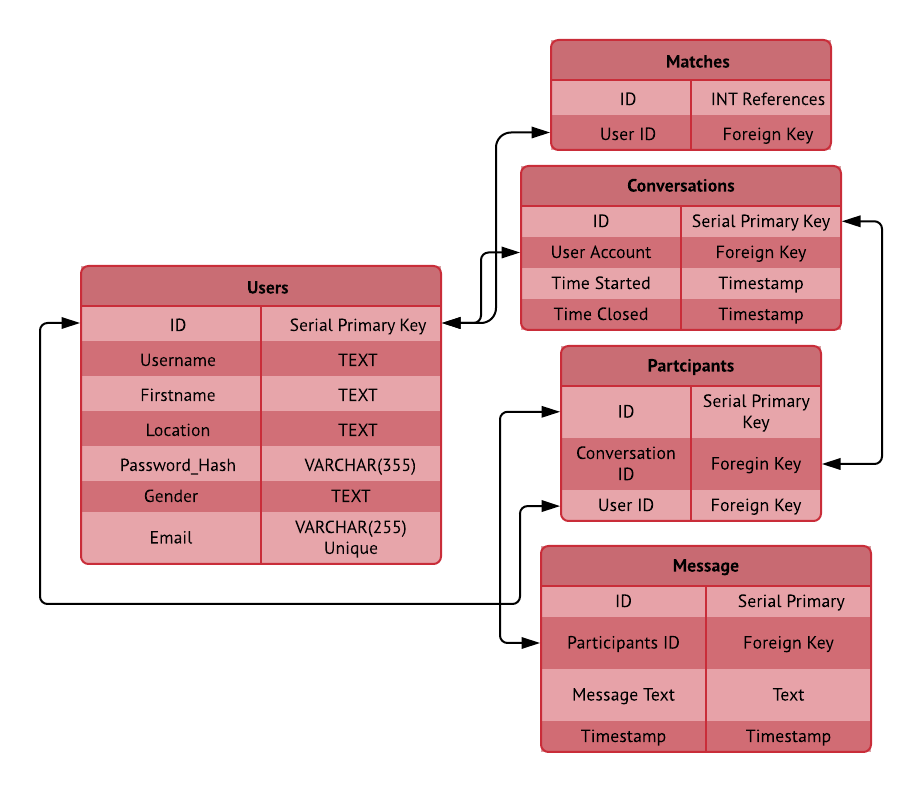 Matches
ID INT References
User ID Foreign Key
Conversations
ID Serial Primary Key
User Account Foreign Key
Time Started Timestamp
Time Closed Timestamp
Users
ID Serial Primary Key
Username TEXT
Firstname TEXT
Location TEXT
Password_Hash VARCHAR(355)
Gender TEXT
Email VARCHAR(255)
Unique
Partcipants
ID Serial Primary
Key
Conversation
ID Foregin Key
User ID Foreign Key
Message
ID Serial Primary
Participants ID Foreign Key
Message Text Text
Timestamp Timestamp